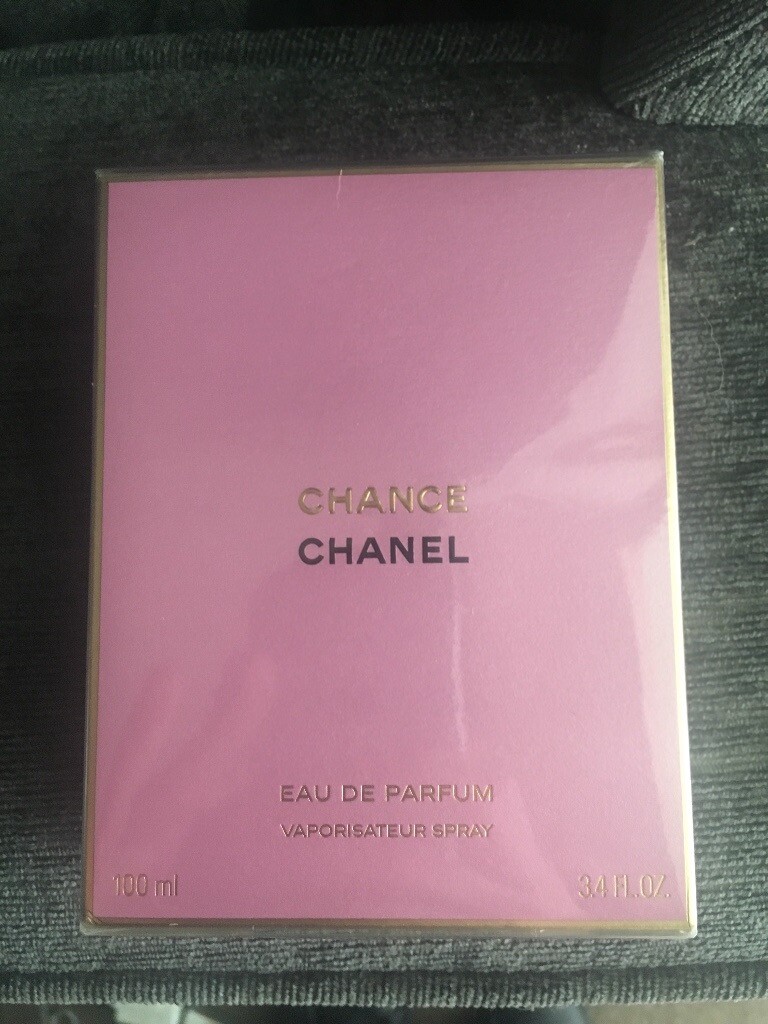 CHANCE
CHANEL
EAU DE PARFUM
VAPORISATEUR SPRAY
100 ml 3.4 FL.OZ.